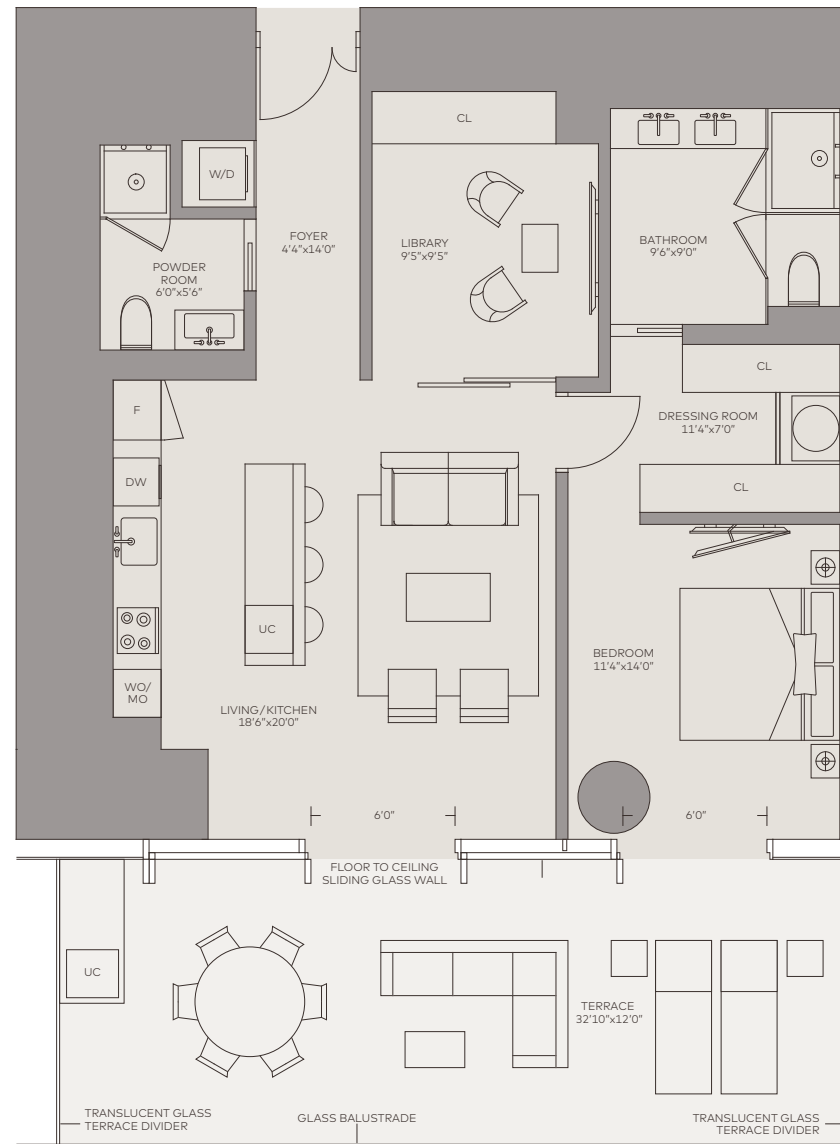 CL
W/D
FOYER
4'4"x14'0"
LIBRARY
9'5"x9'5"
BATHROOM
9'6"x9'0"
POWDER
ROOM
6'0"x5'6"
CL
F
DRESSING ROOM
11'4"x7'0"
DW
CL
UC
BEDROOM
11'4"x14'0"
WO/
MO
LIVING/KITCHEN
18'6"x20'0"
6'0"
6'0"
FLOOR TO CEILING
SLIDING GLASS WALL
UC
TERRACE
32'10"x12'0"
TRANSLUCENT GLASS
TERRACE DIVIDER
GLASS BALUSTRADE
TRANSLUCENT GLASS
TERRACE DIVIDER